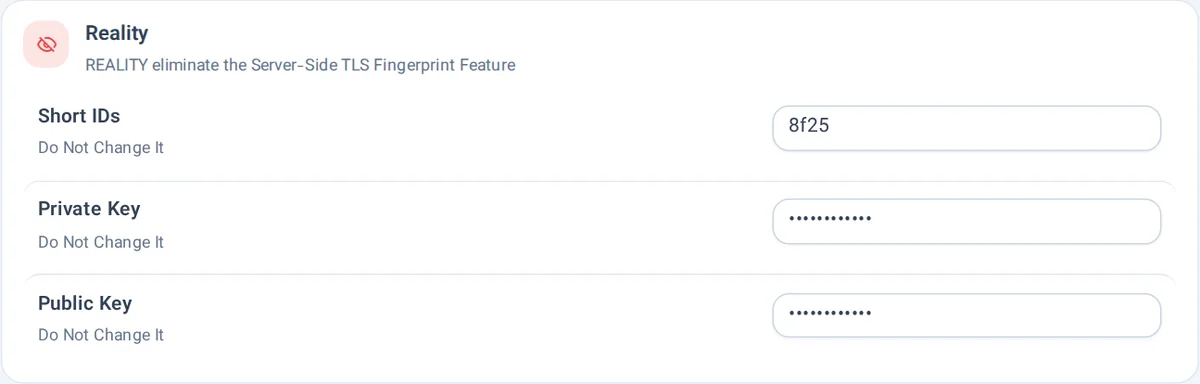 Reality
REALITY eliminate the Server-Side TLS Fingerprint Feature
Short IDs
8f25
Do Not Change It
Private Key
••••••••••••
Do Not Change It
Public Key
••••••••••••
Do Not Change It